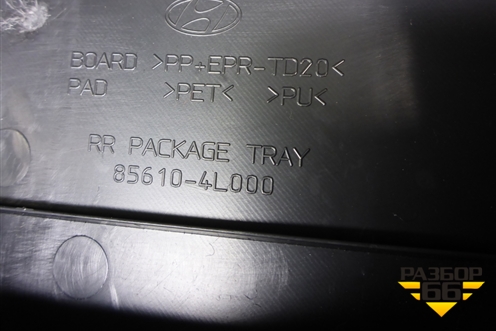 BOARD >PP+EPR-TD20<
PAD >PET< >PU<
RR PACKAGE TRAY
85610-4L000
РАЗБОР
66